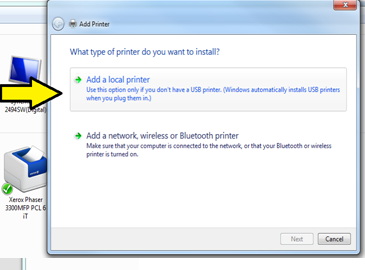 Add Printer
What type of printer do you want to install?
Add a local printer
Use this option only if you don't have a USB printer. (Windows automatically installs USB printers
when you plug them in.)
2494SW(Digital)
Add a network, wireless or Bluetooth printer
Make sure that your computer is connected to the network, or that your Bluetooth or wireless
printer is turned on.
Xerox Phaser
3300MFP PCL 6
iT
Next
Cancel